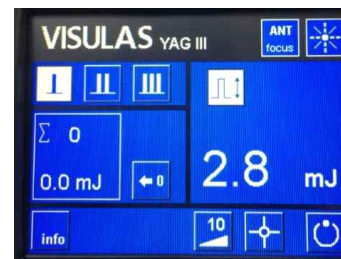 VISULAS YAG III
ANT
focus
Σ 0
0.0 mJ
← 0
2.8 mJ
info
10